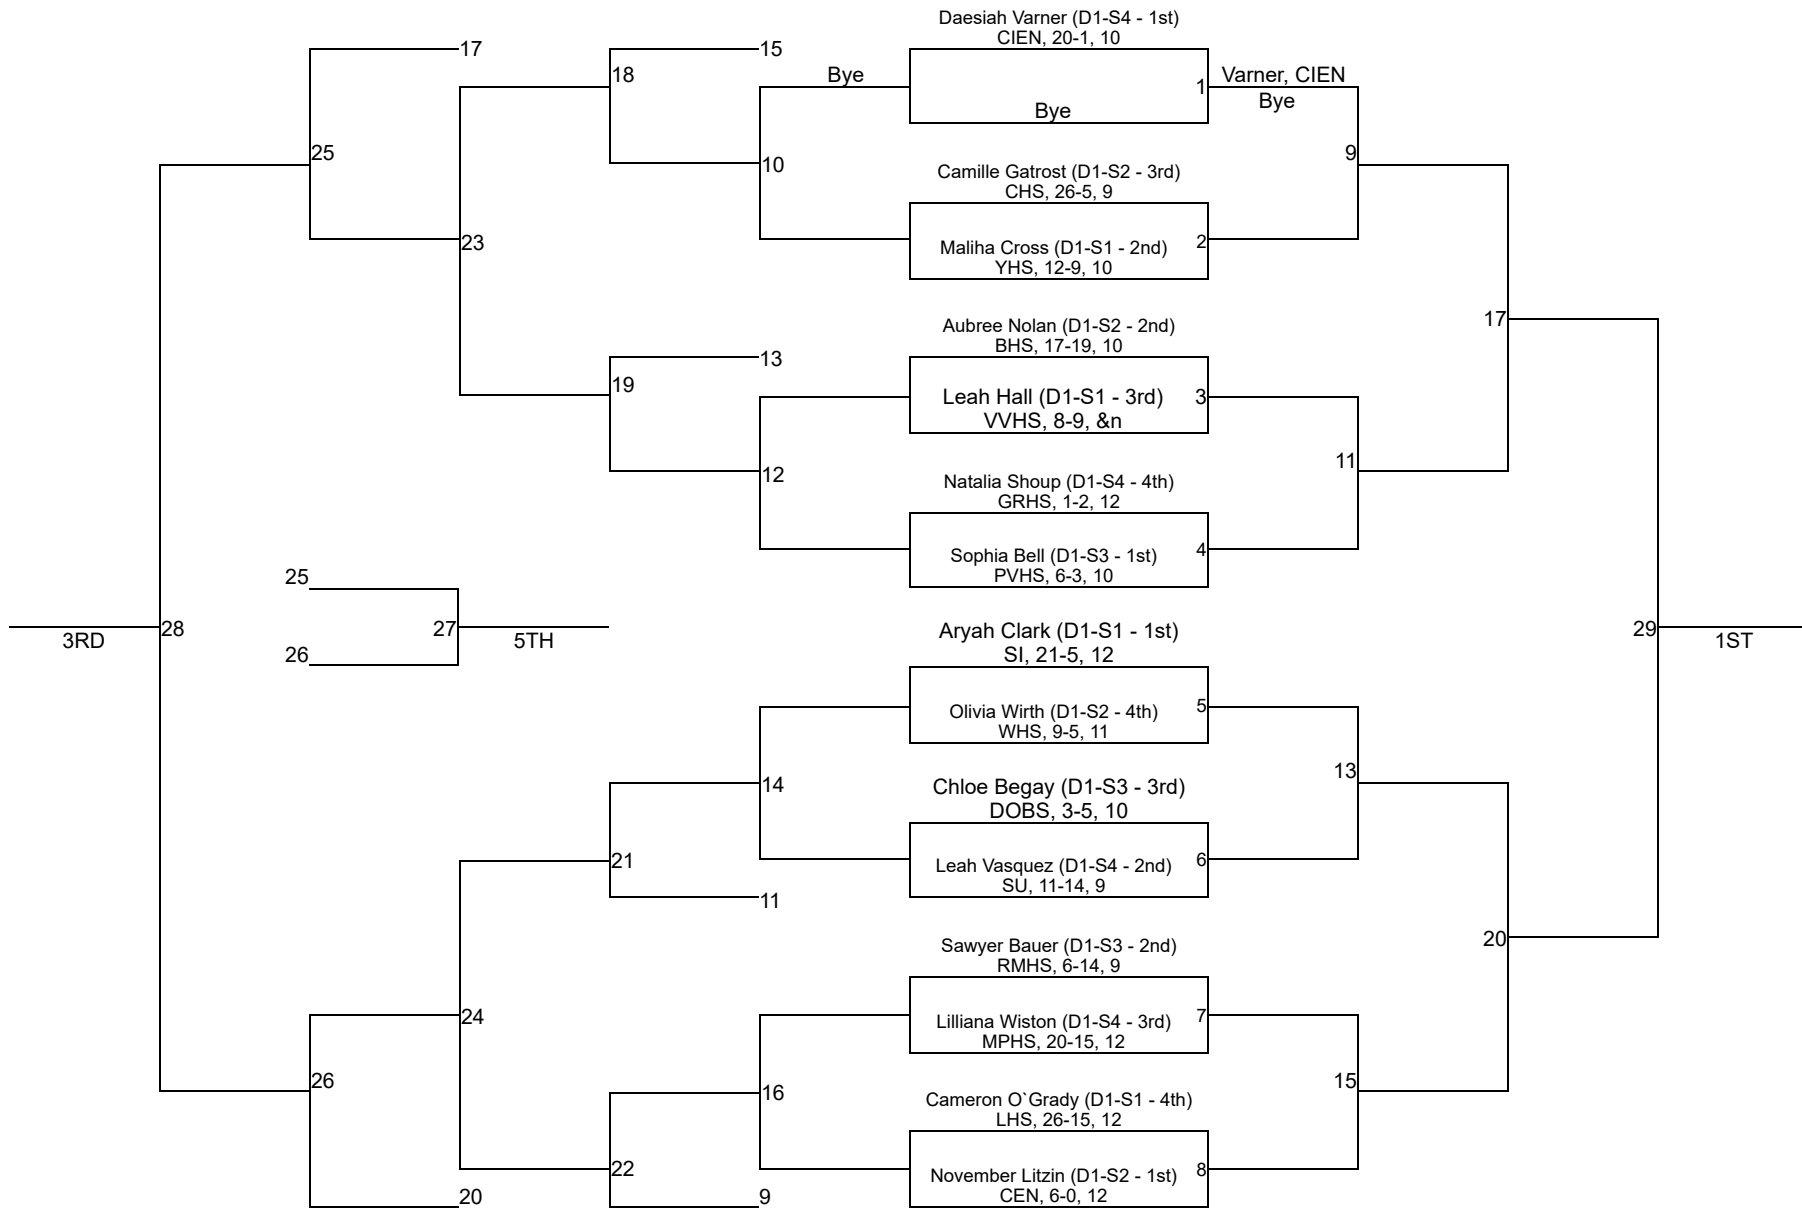 Daesiah Varner (D1-S4 - 1st)
CIEN, 20-1, 10
17
15
18
Bye
1
Varner, CIEN
Bye
Bye
25
10
9
Camille Gatrost (D1-S2 - 3rd)
CHS, 26-5, 9
23
Maliha Cross (D1-S1 - 2nd)
YHS, 12-9, 10
2
17
Aubree Nolan (D1-S2 - 2nd)
BHS, 17-19, 10
13
19
Leah Hall (D1-S1 - 3rd)
VVHS, 8-9, &n
3
12
11
Natalia Shoup (D1-S4 - 4th)
GRHS, 1-2, 12
Sophia Bell (D1-S3 - 1st)
PVHS, 6-3, 10
4
25
3RD
28
27
5TH
26
29
1ST
Aryah Clark (D1-S1 - 1st)
SI, 21-5, 12
Olivia Wirth (D1-S2 - 4th)
WHS, 9-5, 11
5
14
13
Chloe Begay (D1-S3 - 3rd)
DOBS, 3-5, 10
21
Leah Vasquez (D1-S4 - 2nd)
SU, 11-14, 9
6
11
20
Sawyer Bauer (D1-S3 - 2nd)
RMHS, 6-14, 9
24
Lilliana Wiston (D1-S4 - 3rd)
MPHS, 20-15, 12
7
26
16
15
Cameron O`Grady (D1-S1 - 4th)
LHS, 26-15, 12
22
November Litzin (D1-S2 - 1st)
CEN, 6-0, 12
8
20
9